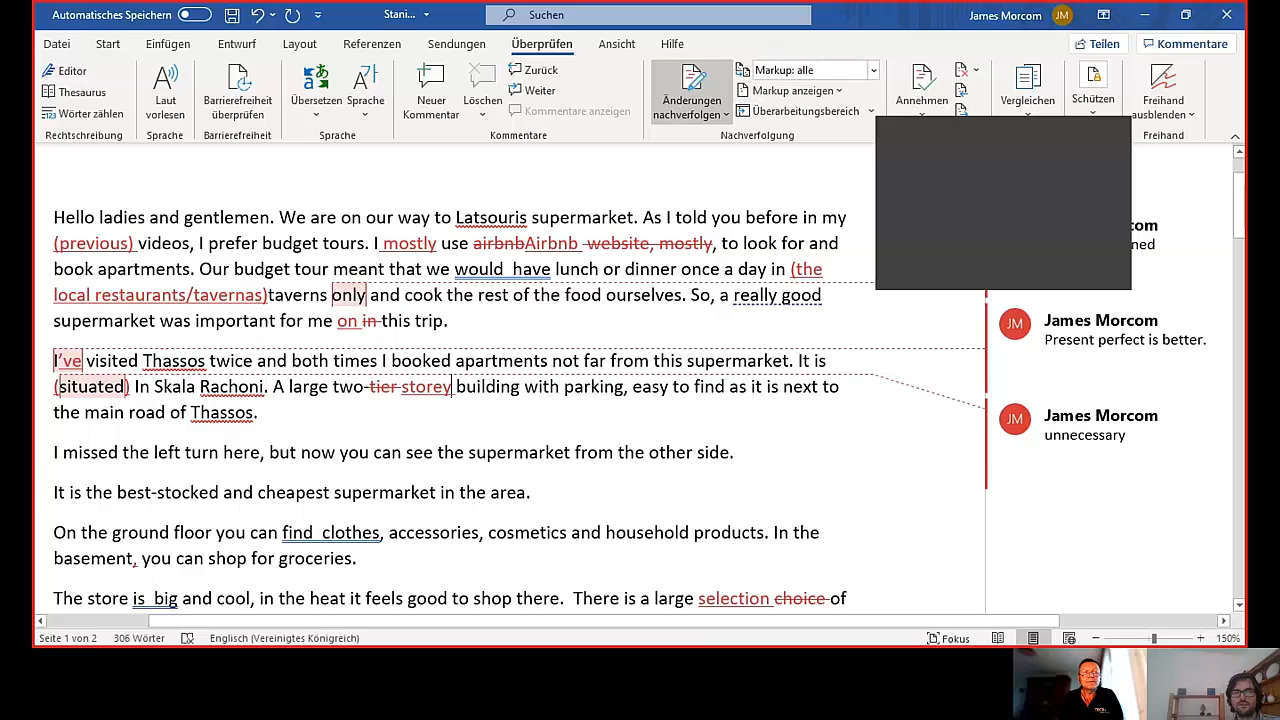 Automatisches Speichern
Stani...
Suchen
James Morcom JM
Datei Start Einfügen Entwurf Layout Referenzen Sendungen Überprüfen Ansicht Hilfe Teilen Kommentare
Editor
Thesaurus
Wörter zählen
Rechtschreibung
Laut vorlesen
Sprache
Barrierefreiheit überprüfen
Barrierefreiheit
Übersetzen Sprache
Sprache
Neuer Kommentar
Löschen
Zurück
Weiter
Kommentare anzeigen
Kommentare
Änderungen nachverfolgen
Markup: alle
Markup anzeigen
Überarbeitungsbereich
Nachverfolgung
Annehmen
Vergleichen
Schützen
Freihand ausblenden
Freihand
Hello ladies and gentlemen. We are on our way to Latsouris supermarket. As I told you before in my
(previous) videos, I prefer budget tours. I mostly use airbnbAirbnb website, mostly, to look for and
book apartments. Our budget tour meant that we would have lunch or dinner once a day in (the
local restaurants/tavernas)taverns only and cook the rest of the food ourselves. So, a really good
supermarket was important for me on in this trip.
I've visited Thassos twice and both times I booked apartments not far from this supermarket. It is
(situated) In Skala Rachoni. A large two-tier storey building with parking, easy to find as it is next to
the main road of Thassos.
I missed the left turn here, but now you can see the supermarket from the other side.
It is the best-stocked and cheapest supermarket in the area.
On the ground floor you can find clothes, accessories, cosmetics and household products. In the
basement, you can shop for groceries.
The store is big and cool, in the heat it feels good to shop there. There is a large selection choice of
com
ned
JM James Morcom
Present perfect is better.
JM James Morcom
unnecessary
Seite 1 von 2 306 Wörter Englisch (Vereinigtes Königreich) Fokus 150%